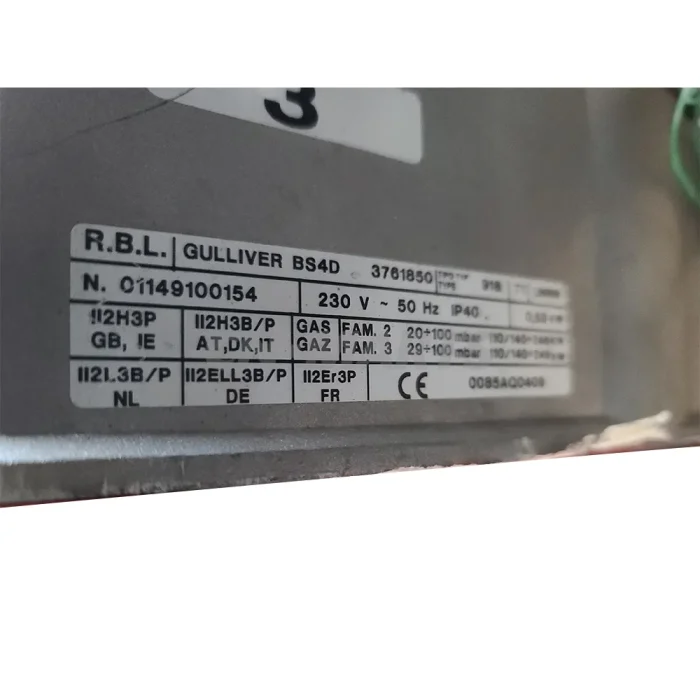 3
R.B.L. GULLIVER BS4D 3761850 TYPE 918
N. 01149100154 230 V ~ 50 Hz IP40
II2H3P II2H3B/P GAS FAM. 2 20÷100 mbar
GB, IE AT,DK,IT GAZ FAM. 3 29÷100 mbar
II2L3B/P II2ELL3B/P II2Er3P CE 0085AQ0409
NL DE FR